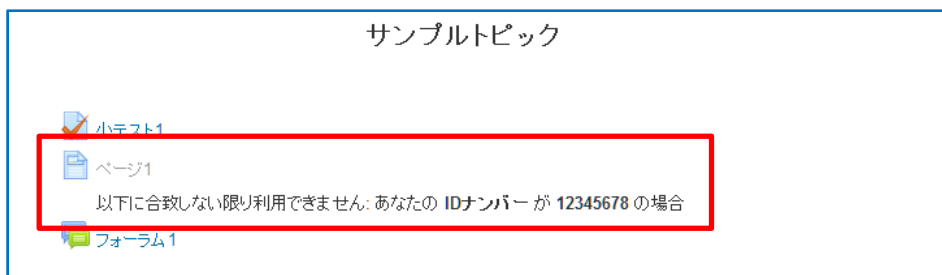 サンプルトピック
小テスト1
ページ1
以下に合致しない限り利用できません: あなたの IDナンバー が 12345678 の場合
フォーラム1